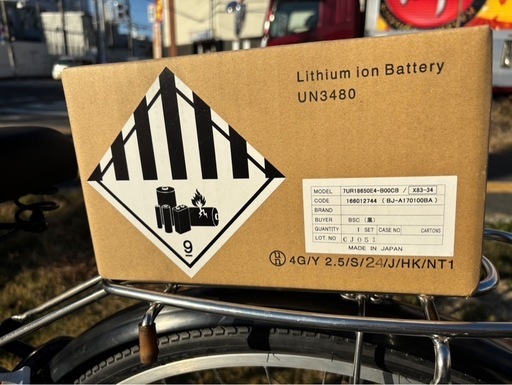 Lithium ion Battery
UN3480
MODEL 7UR18650E4-B00CB / X83-34
CODE 166012744 ( BJ-A170100BA )
BRAND
BUYER BSC (黒)
QUANTITY 1 SET CASE NO CARTONS
LOT NO. CJ051
MADE IN JAPAN
9
4G/Y 2.5/S/24/J/HK/NT1